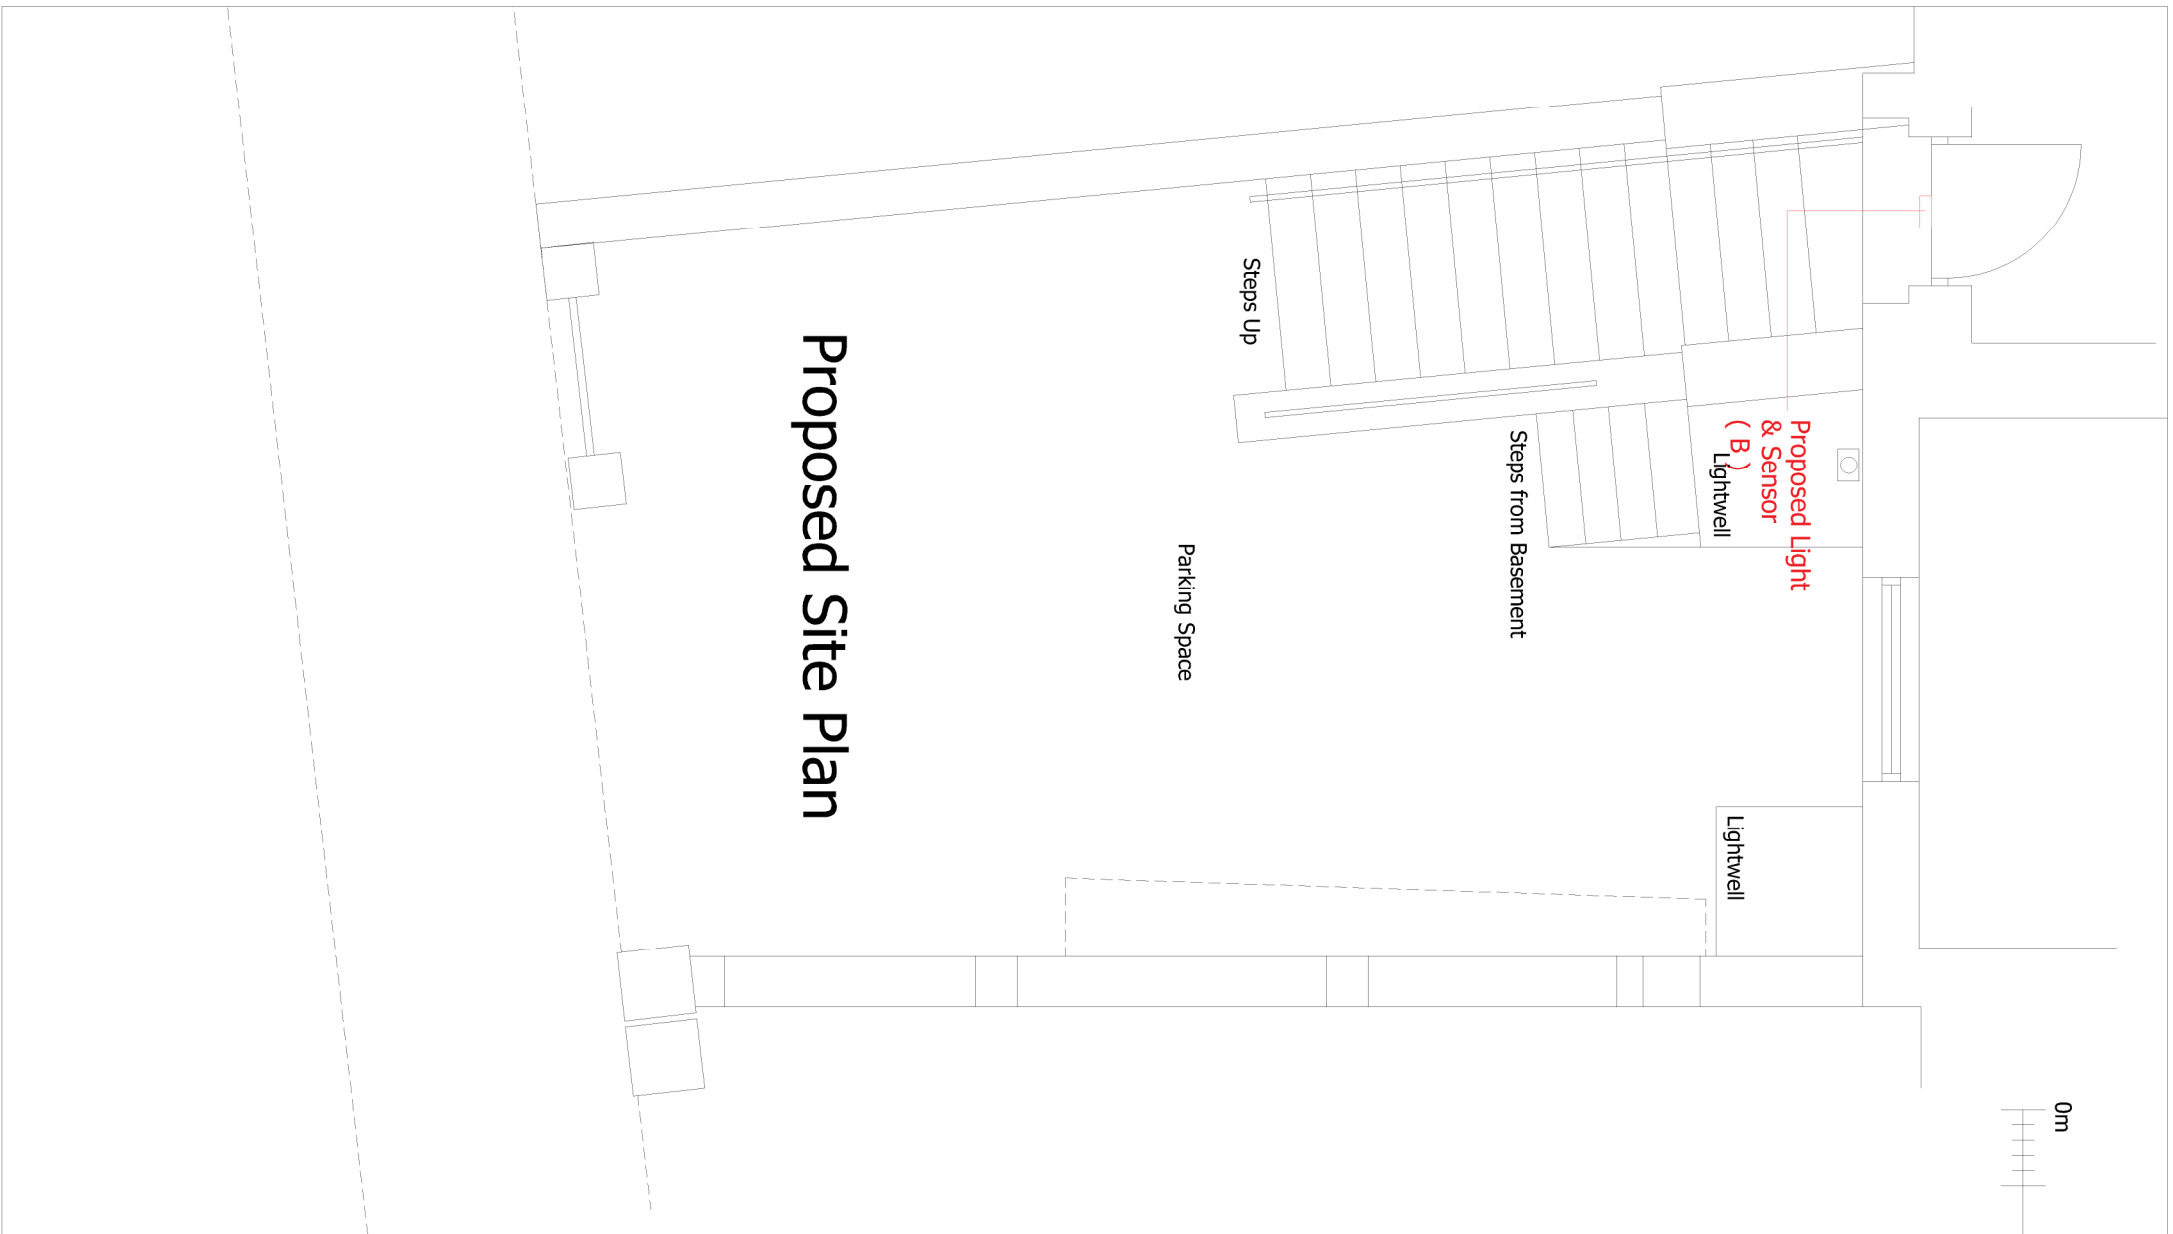 Proposed Light
& Sensor
( B )
Lightwell
Steps Up
Steps from Basement
Parking Space
Lightwell
Proposed Site Plan
0m